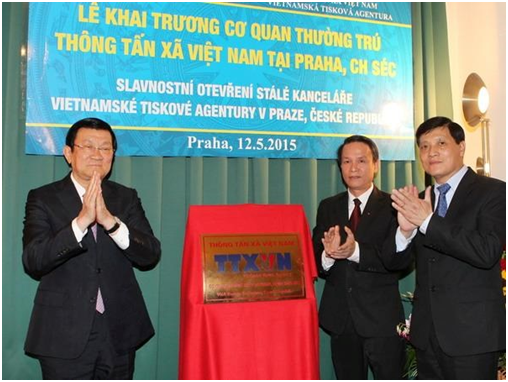 VIỆT NAM
VIETNAMSKÁ TISKOVÁ AGENTURA
LỄ KHAI TRƯƠNG CƠ QUAN THƯỜNG TRÚ
THÔNG TẤN XÃ VIỆT NAM TẠI PRAHA, CH SÉC
SLAVNOSTNÍ OTEVŘENÍ STÁLÉ KANCELÁŘE
VIETNAMSKÉ TISKOVÉ AGENTURY V PRAZE, ČESKÉ REPUBLIKY
Praha, 12.5.2015
THÔNG TẤN XÃ VIỆT NAM
TTXVN